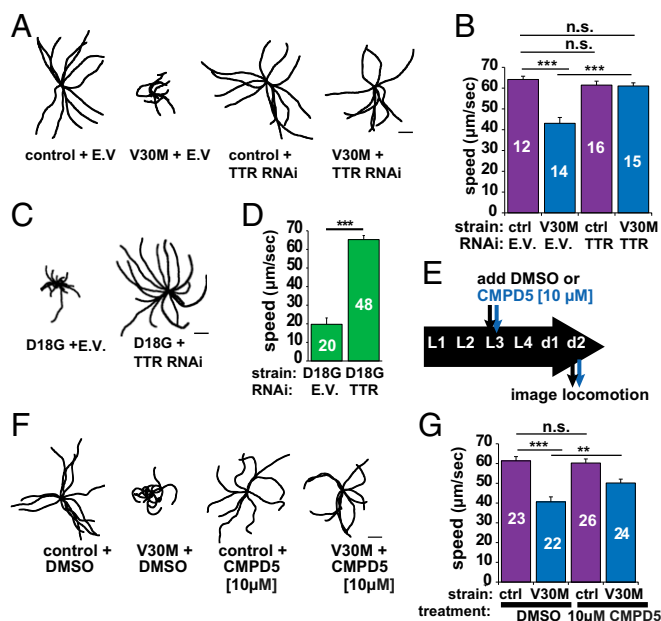 A
control + E.V
V30M + E.V
control +
TTR RNAi
V30M +
TTR RNAi
B
n.s.
n.s.
*** ***
speed (µm/sec)
70
60
50
40
30
20
10
0
12 14 16 15
strain: ctrl V30M ctrl V30M
RNAi: E.V. E.V. TTR TTR
C
D18G +E.V.
D18G +
TTR RNAi
D
***
speed (µm/sec)
70
60
50
40
30
20
10
0
20 48
strain: D18G D18G
RNAi: E.V. TTR
E
add DMSO or
CMPD5 [10 µM]
L1 L2 L3 L4 d1 d2
image locomotion
F
control +
DMSO
V30M +
DMSO
control +
CMPD5
[10µM]
V30M +
CMPD5
[10µM]
G
n.s.
*** **
speed (µm/sec)
70
60
50
40
30
20
10
0
23 22 26 24
strain: ctrl V30M ctrl V30M
treatment: DMSO 10µM CMPD5